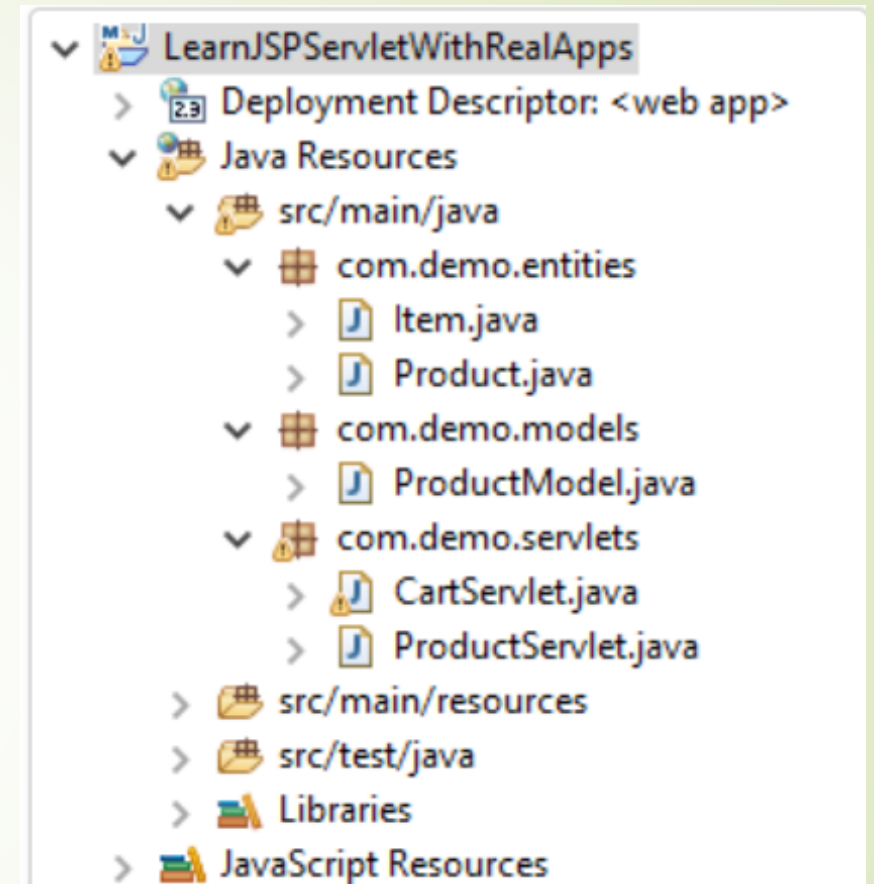 LearnJSPServletWithRealApps
Deployment Descriptor: <web app>
Java Resources
src/main/java
com.demo.entities
Item.java
Product.java
com.demo.models
ProductModel.java
com.demo.servlets
CartServlet.java
ProductServlet.java
src/main/resources
src/test/java
Libraries
JavaScript Resources